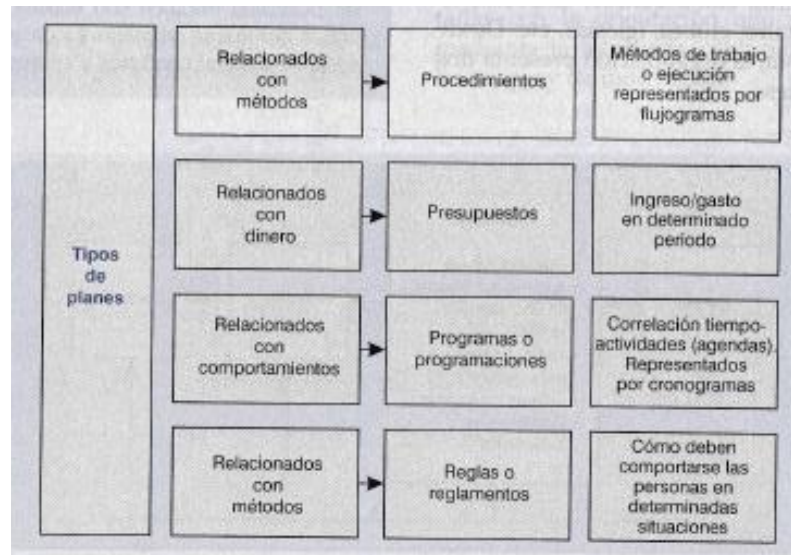 Tipos
de
planes
Relacionados
con
métodos
Procedimientos
Métodos de trabajo
o ejecución
representados por
flujogramas
Relacionados
con
dinero
Presupuestos
Ingreso/gasto
en determinado
período
Relacionados
con
comportamientos
Programas o
programaciones
Correlación tiempo-
actividades (agendas).
Representados
por cronogramas
Relacionados
con
métodos
Reglas o
reglamentos
Cómo deben
comportarse las
personas en
determinadas
situaciones